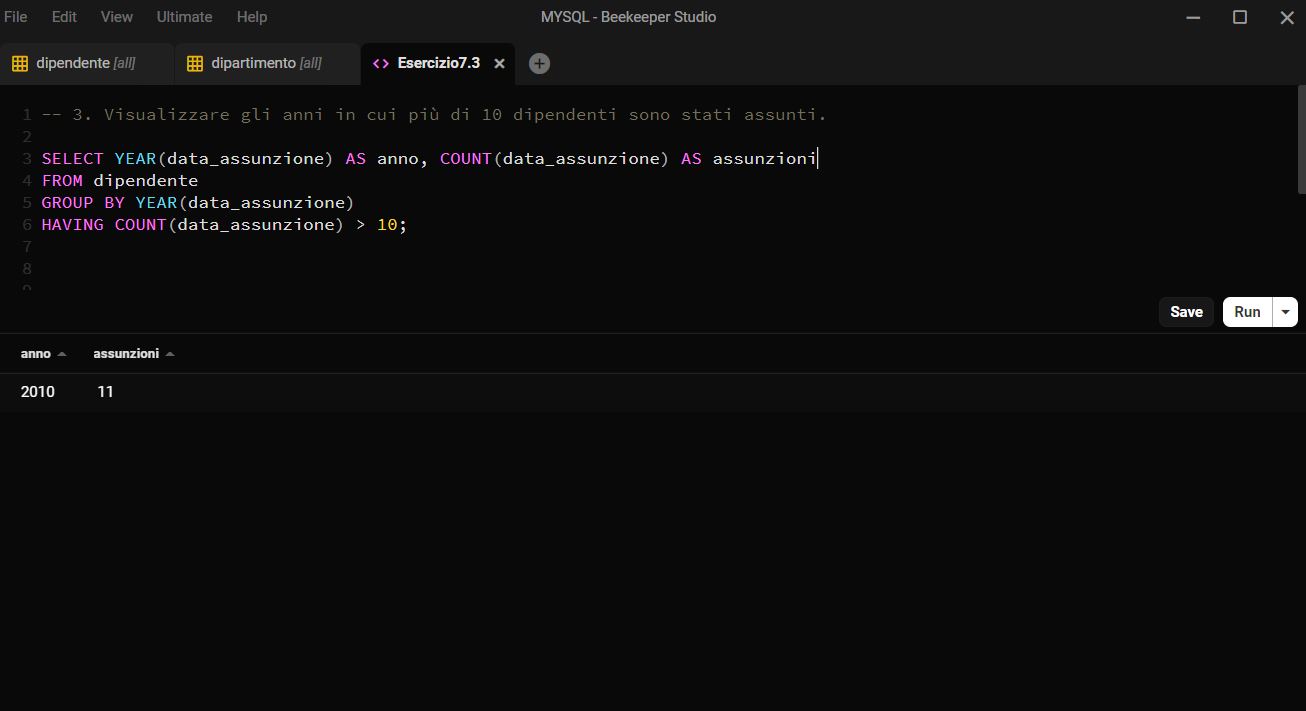 File Edit View Ultimate Help MYSQL - Beekeeper Studio
dipendente [all] dipartimento [all] Esercizio7.3
1 -- 3. Visualizzare gli anni in cui più di 10 dipendenti sono stati assunti.
2
3 SELECT YEAR(data_assunzione) AS anno, COUNT(data_assunzione) AS assunzioni
4 FROM dipendente
5 GROUP BY YEAR(data_assunzione)
6 HAVING COUNT(data_assunzione) > 10;
7
8
9
Save Run
anno assunzioni
2010 11